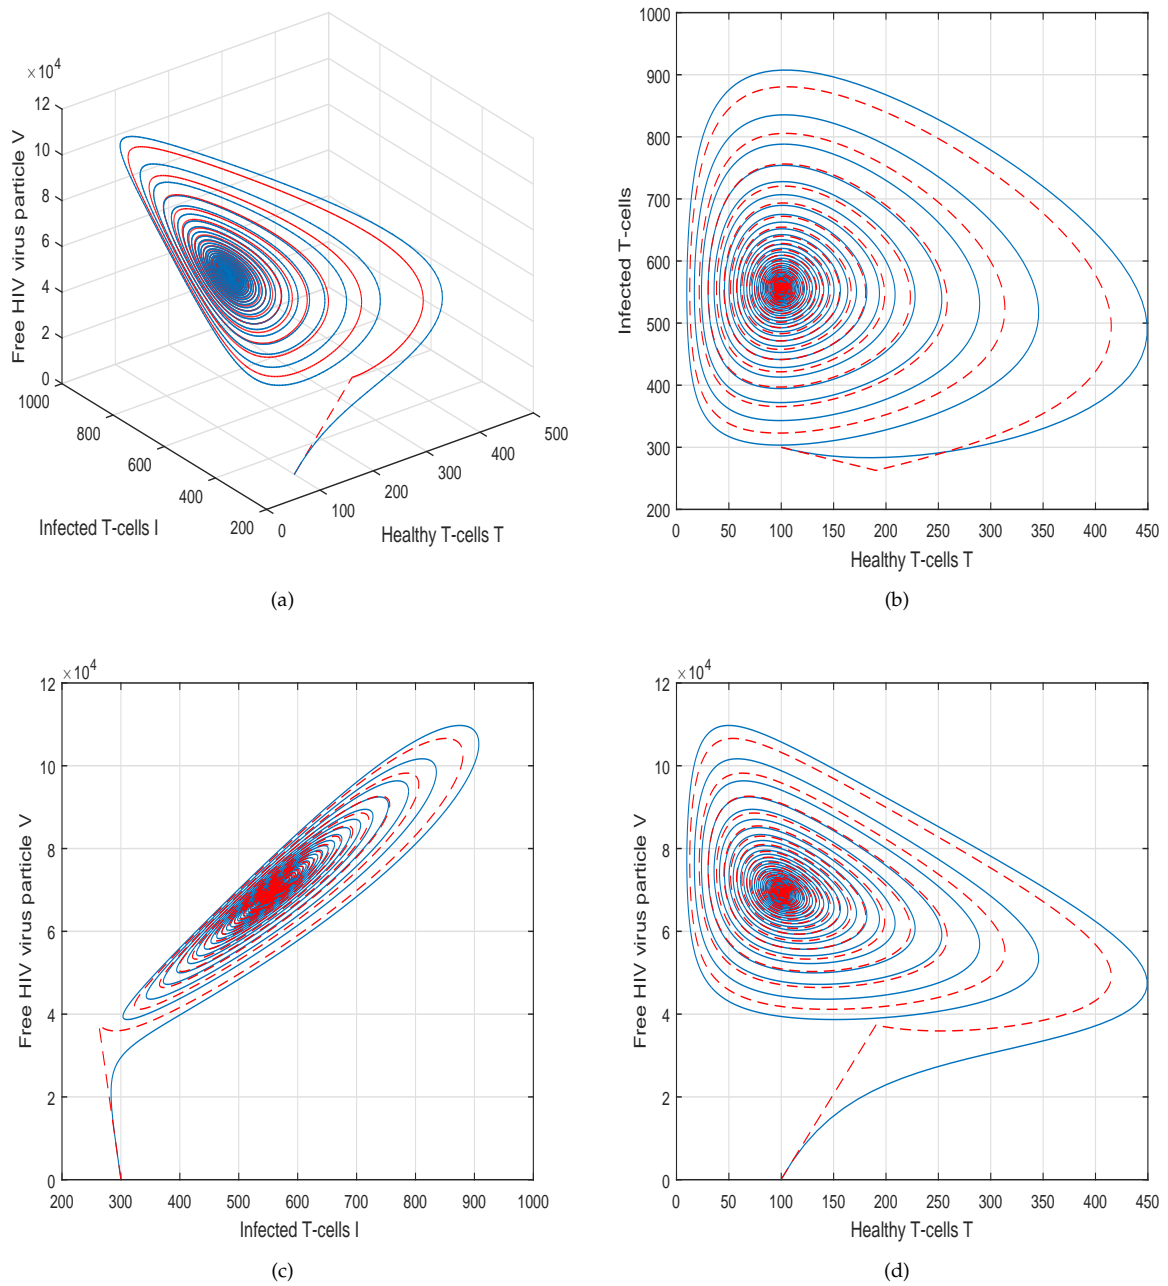 ×10⁴
12
10
8
6
4
2
0
Free HIV virus particle V
1000
800
600
400
200
Infected T-cells I
0
100
200
300
400
500
Healthy T-cells T
(a)
1000
900
800
700
600
500
400
300
200
Infected T-cells
0 50 100 150 200 250 300 350 400 450
Healthy T-cells T
(b)
×10⁴
12
10
8
6
4
2
0
Free HIV virus particle V
200 300 400 500 600 700 800 900 1000
Infected T-cells I
(c)
×10⁴
12
10
8
6
4
2
0
Free HIV virus particle V
0 50 100 150 200 250 300 350 400 450
Healthy T-cells T
(d)